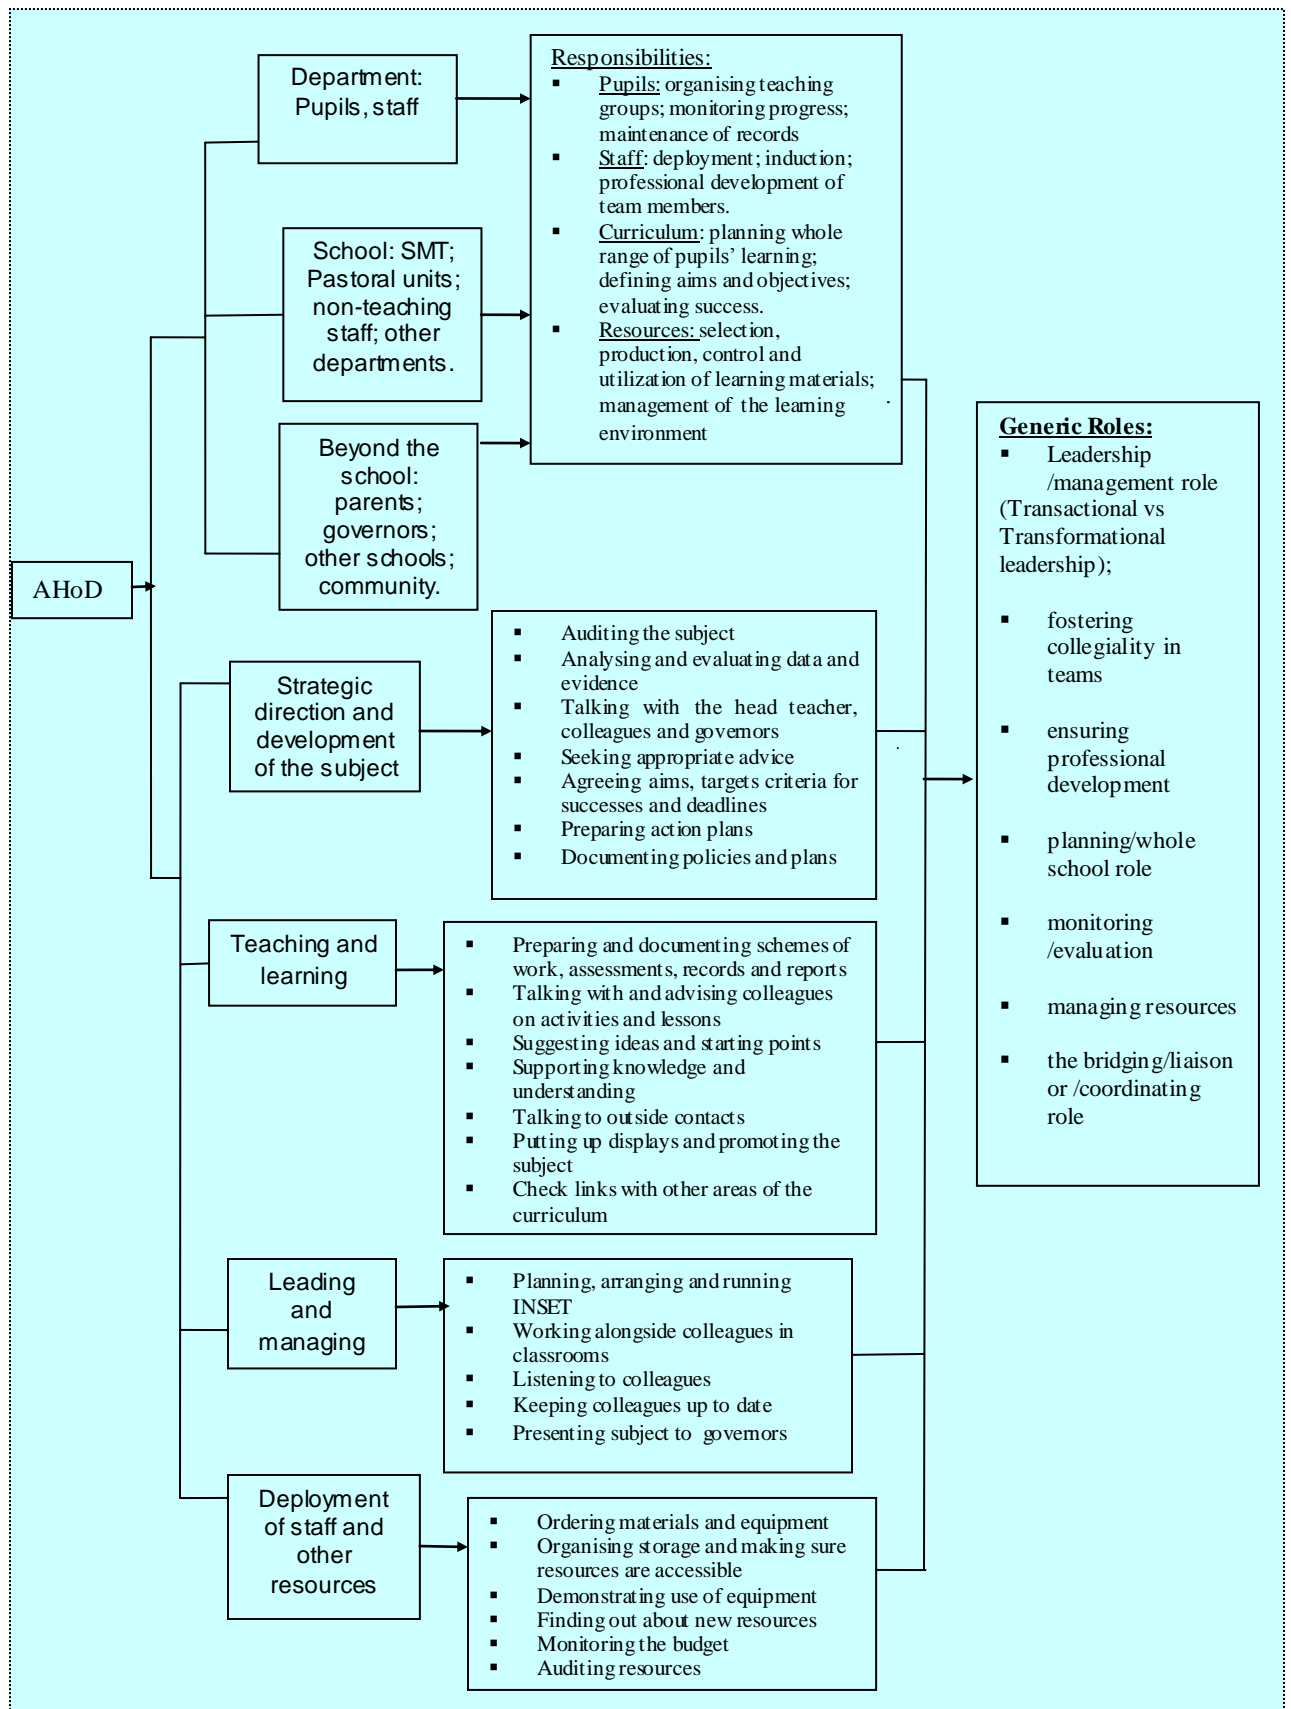 AHoD
Department:
Pupils, staff
School: SMT;
Pastoral units;
non-teaching
staff; other
departments.
Beyond the
school:
parents;
governors;
other schools;
community.
Responsibilities:
▪ Pupils: organising teaching
groups; monitoring progress;
maintenance of records
▪ Staff: deployment; induction;
professional development of
team members.
▪ Curriculum: planning whole
range of pupils’ learning;
defining aims and objectives;
evaluating success.
▪ Resources: selection,
production, control and
utilization of learning materials;
management of the learning
environment
Strategic
direction and
development
of the subject
▪ Auditing the subject
▪ Analysing and evaluating data and
evidence
▪ Talking with the head teacher,
colleagues and governors
▪ Seeking appropriate advice
▪ Agreeing aims, targets criteria for
successes and deadlines
▪ Preparing action plans
▪ Documenting policies and plans
Teaching and
learning
▪ Preparing and documenting schemes of
work, assessments, records and reports
▪ Talking with and advising colleagues
on activities and lessons
▪ Suggesting ideas and starting points
▪ Supporting knowledge and
understanding
▪ Talking to outside contacts
▪ Putting up displays and promoting the
subject
▪ Check links with other areas of the
curriculum
Leading
and
managing
▪ Planning, arranging and running
INSET
▪ Working alongside colleagues in
classrooms
▪ Listening to colleagues
▪ Keeping colleagues up to date
▪ Presenting subject to governors
Deployment
of staff and
other
resources
▪ Ordering materials and equipment
▪ Organising storage and making sure
resources are accessible
▪ Demonstrating use of equipment
▪ Finding out about new resources
▪ Monitoring the budget
▪ Auditing resources
Generic Roles:
▪ Leadership
/management role
(Transactional vs
Transformational
leadership);
▪ fostering
collegiality in
teams
▪ ensuring
professional
development
▪ planning/whole
school role
▪ monitoring
/evaluation
▪ managing resources
▪ the bridging/liaison
or /coordinating
role